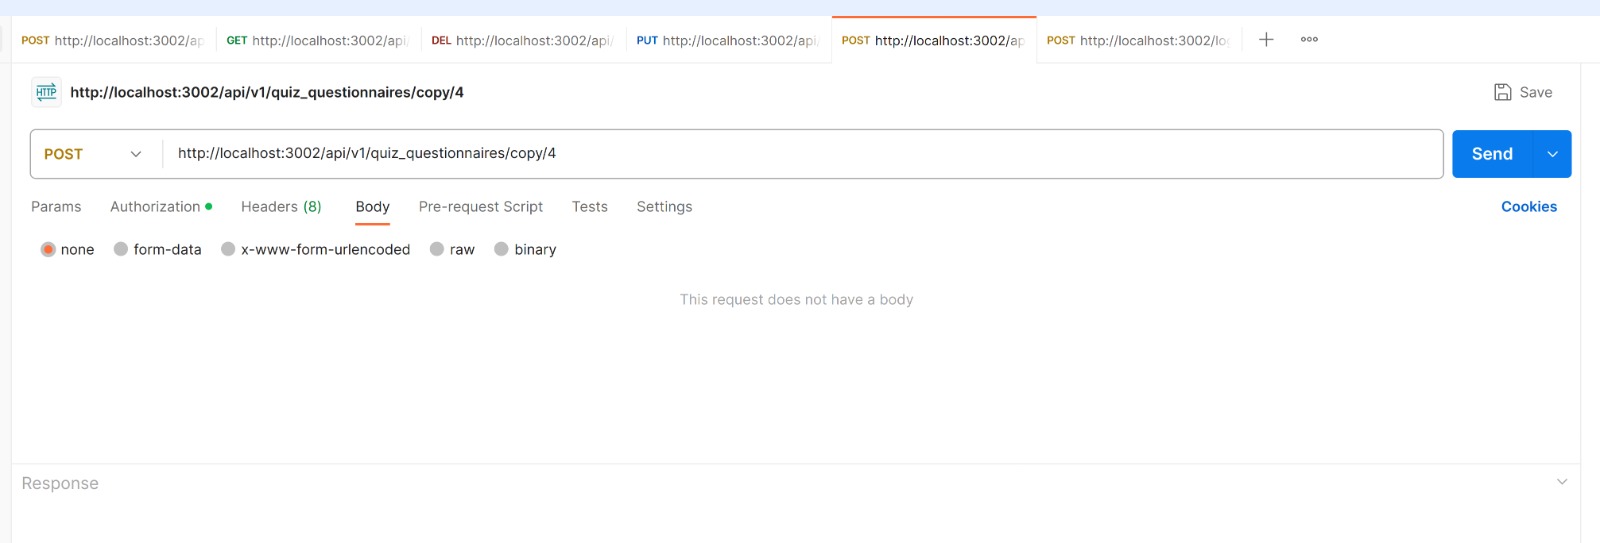 POST http://localhost:3002/ap GET http://localhost:3002/api/ DEL http://localhost:3002/api/ PUT http://localhost:3002/api/ POST http://localhost:3002/ap POST http://localhost:3002/log
HTTP http://localhost:3002/api/v1/quiz_questionnaires/copy/4 Save
POST http://localhost:3002/api/v1/quiz_questionnaires/copy/4 Send
Params Authorization Headers (8) Body Pre-request Script Tests Settings Cookies
none form-data x-www-form-urlencoded raw binary
This request does not have a body
Response